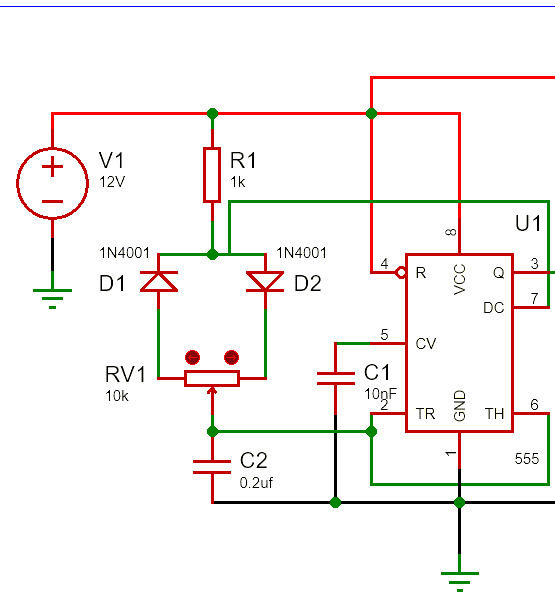 V1
12V
R1
1k
U1
1N4001
D1
1N4001
D2
8
4
R
VCC
Q
3
DC
7
5
CV
RV1
10k
C1
10nF
2
TR
GND
TH
6
1
555
C2
0.2uf